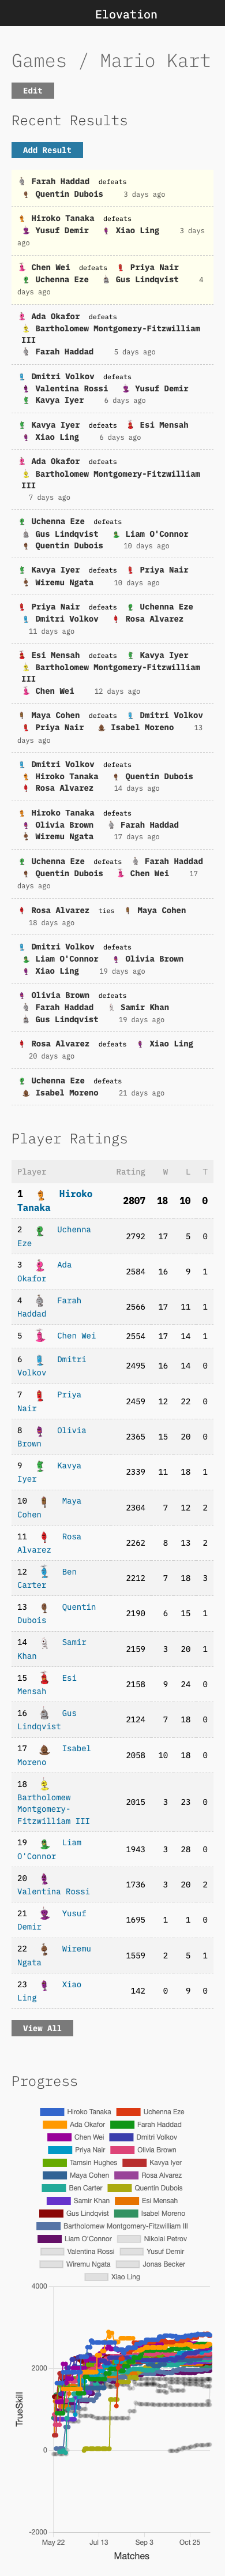 Elovation
Games / Mario Kart
Edit
Recent Results
Add Result
Farah Haddad defeats
Quentin Dubois 3 days ago
Hiroko Tanaka defeats
Yusuf Demir Xiao Ling 3 days
ago
Chen Wei defeats Priya Nair
Uchenna Eze Gus Lindqvist 4
days ago
Ada Okafor defeats
Bartholomew Montgomery-Fitzwilliam
III
Farah Haddad 5 days ago
Dmitri Volkov defeats
Valentina Rossi Yusuf Demir
Kavya Iyer 6 days ago
Kavya Iyer defeats Esi Mensah
Xiao Ling 6 days ago
Ada Okafor defeats
Bartholomew Montgomery-Fitzwilliam
III
7 days ago
Uchenna Eze defeats
Gus Lindqvist Liam O'Connor
Quentin Dubois 10 days ago
Kavya Iyer defeats Priya Nair
Wiremu Ngata 10 days ago
Priya Nair defeats Uchenna Eze
Dmitri Volkov Rosa Alvarez
11 days ago
Esi Mensah defeats Kavya Iyer
Bartholomew Montgomery-Fitzwilliam
III
Chen Wei 12 days ago
Maya Cohen defeats Dmitri Volkov
Priya Nair Isabel Moreno 13
days ago
Dmitri Volkov defeats
Hiroko Tanaka Quentin Dubois
Rosa Alvarez 14 days ago
Hiroko Tanaka defeats
Olivia Brown Farah Haddad
Wiremu Ngata 17 days ago
Uchenna Eze defeats Farah Haddad
Quentin Dubois Chen Wei 17
days ago
Rosa Alvarez ties Maya Cohen
18 days ago
Dmitri Volkov defeats
Liam O'Connor Olivia Brown
Xiao Ling 19 days ago
Olivia Brown defeats
Farah Haddad Samir Khan
Gus Lindqvist 19 days ago
Rosa Alvarez defeats Xiao Ling
20 days ago
Uchenna Eze defeats
Isabel Moreno 21 days ago
Player Ratings
Player Rating W L T
1 Hiroko Tanaka 2807 18 10 0
2 Uchenna Eze 2792 17 5 0
3 Ada Okafor 2584 16 9 1
4 Farah Haddad 2566 17 11 1
5 Chen Wei 2554 17 14 1
6 Dmitri Volkov 2495 16 14 0
7 Priya Nair 2459 12 22 0
8 Olivia Brown 2365 15 20 0
9 Kavya Iyer 2339 11 18 1
10 Maya Cohen 2304 7 12 2
11 Rosa Alvarez 2262 8 13 2
12 Ben Carter 2212 7 18 3
13 Quentin Dubois 2190 6 15 1
14 Samir Khan 2159 3 20 1
15 Esi Mensah 2158 9 24 0
16 Gus Lindqvist 2124 7 18 0
17 Isabel Moreno 2058 10 18 0
18 Bartholomew Montgomery-Fitzwilliam III 2015 3 23 0
19 Liam O'Connor 1943 3 28 0
20 Valentina Rossi 1736 3 20 2
21 Yusuf Demir 1695 1 1 0
22 Wiremu Ngata 1559 2 5 1
23 Xiao Ling 142 0 9 0
View All
Progress
Hiroko Tanaka Uchenna Eze
Ada Okafor Farah Haddad
Chen Wei Dmitri Volkov
Priya Nair Olivia Brown
Tamsin Hughes Kavya Iyer
Maya Cohen Rosa Alvarez
Ben Carter Quentin Dubois
Samir Khan Esi Mensah
Gus Lindqvist Isabel Moreno
Bartholomew Montgomery-Fitzwilliam III
Liam O'Connor Nikolai Petrov
Valentina Rossi Yusuf Demir
Wiremu Ngata Jonas Becker
Xiao Ling
4000
2000
0
-2000
TrueSkill
May 22 Jul 13 Sep 3 Oct 25
Matches